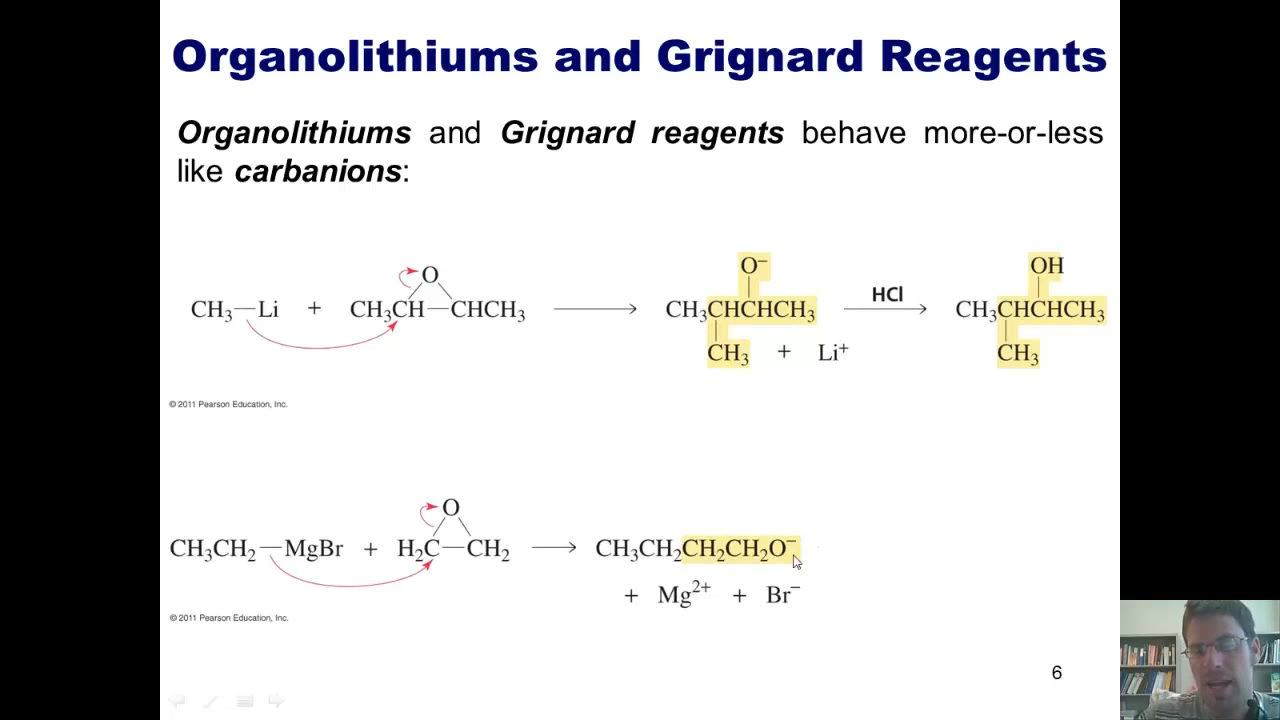 Organolithiums and Grignard Reagents
Organolithiums and Grignard reagents behave more-or-less
like carbanions:
CH₃—Li + CH₃CH—CHCH₃ O ⟶ CH₃CHCHCH₃ O⁻ HCl ⟶ CH₃CHCHCH₃ OH
CH₃ + Li⁺ CH₃
© 2011 Pearson Education, Inc.
CH₃CH₂—MgBr + H₂C—CH₂ O ⟶ CH₃CH₂CH₂CH₂O⁻
+ Mg²⁺ + Br⁻
© 2011 Pearson Education, Inc.
6